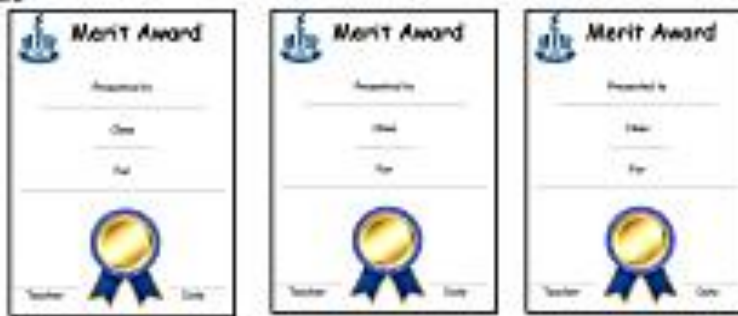 Merit Award
Presented to
Class
For
Teacher Date
Merit Award
Presented to
Class
For
Teacher Date
Merit Award
Presented to
Class
For
Teacher Date